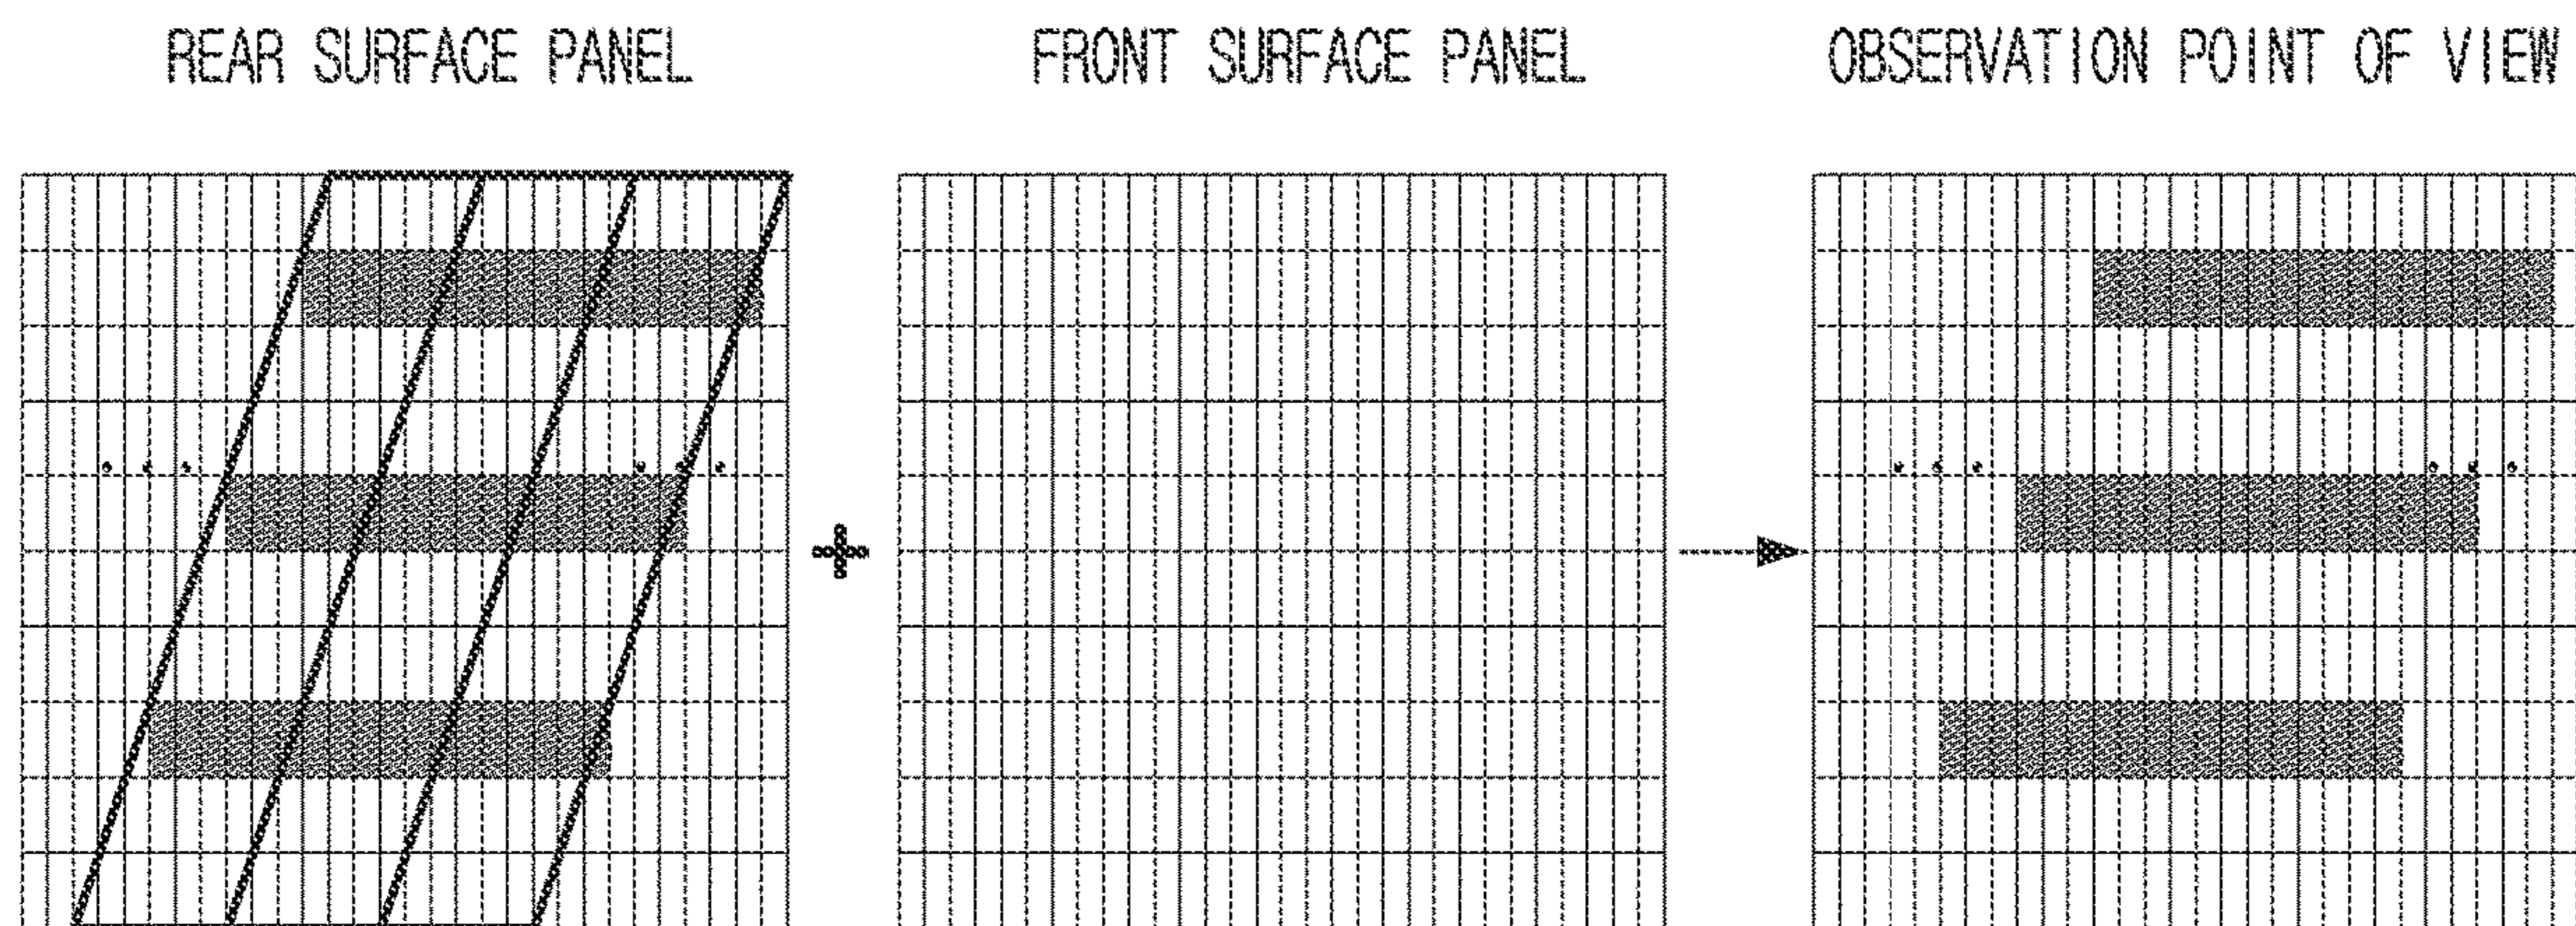 REAR SURFACE PANEL
FRONT SURFACE PANEL
OBSERVATION POINT OF VIEW